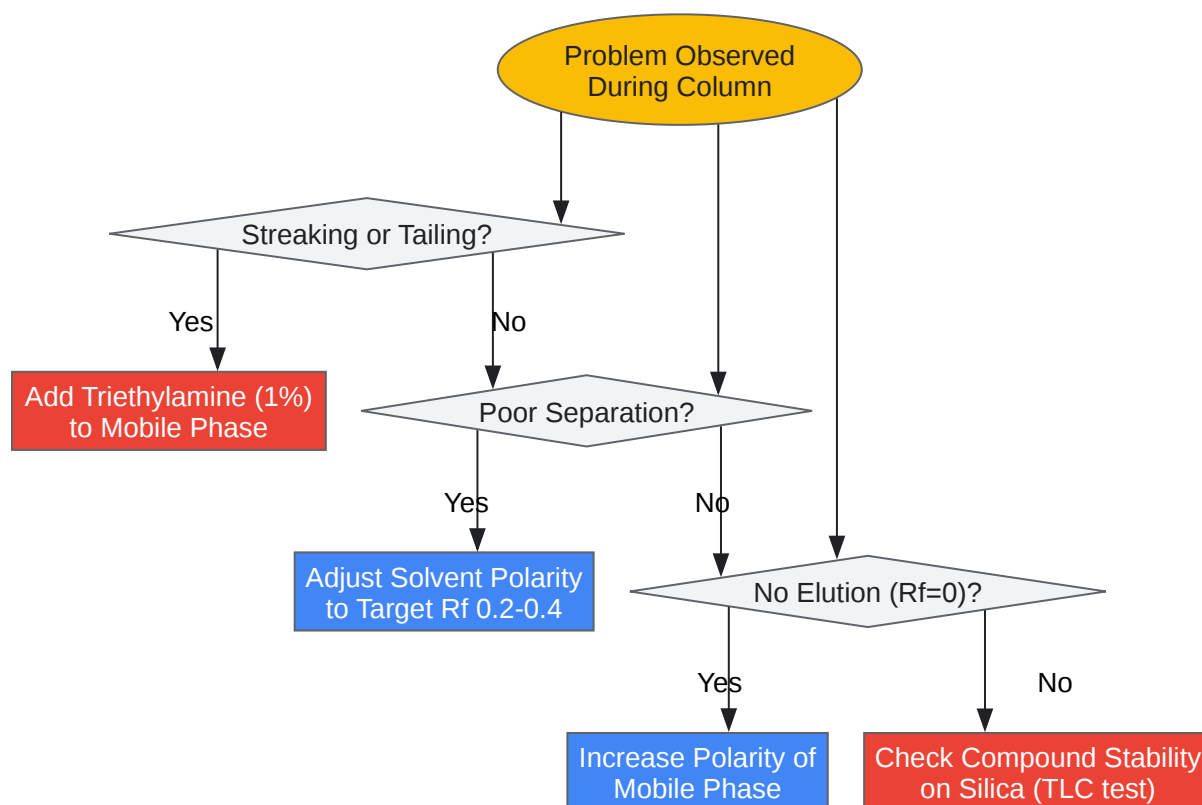 Problem Observed
During Column
Streaking or Tailing?
Yes
No
Add Triethylamine (1%)
to Mobile Phase
Poor Separation?
Yes
No
Adjust Solvent Polarity
to Target Rf 0.2-0.4
No Elution (Rf=0)?
Yes
No
Increase Polarity of
Mobile Phase
Check Compound Stability
on Silica (TLC test)